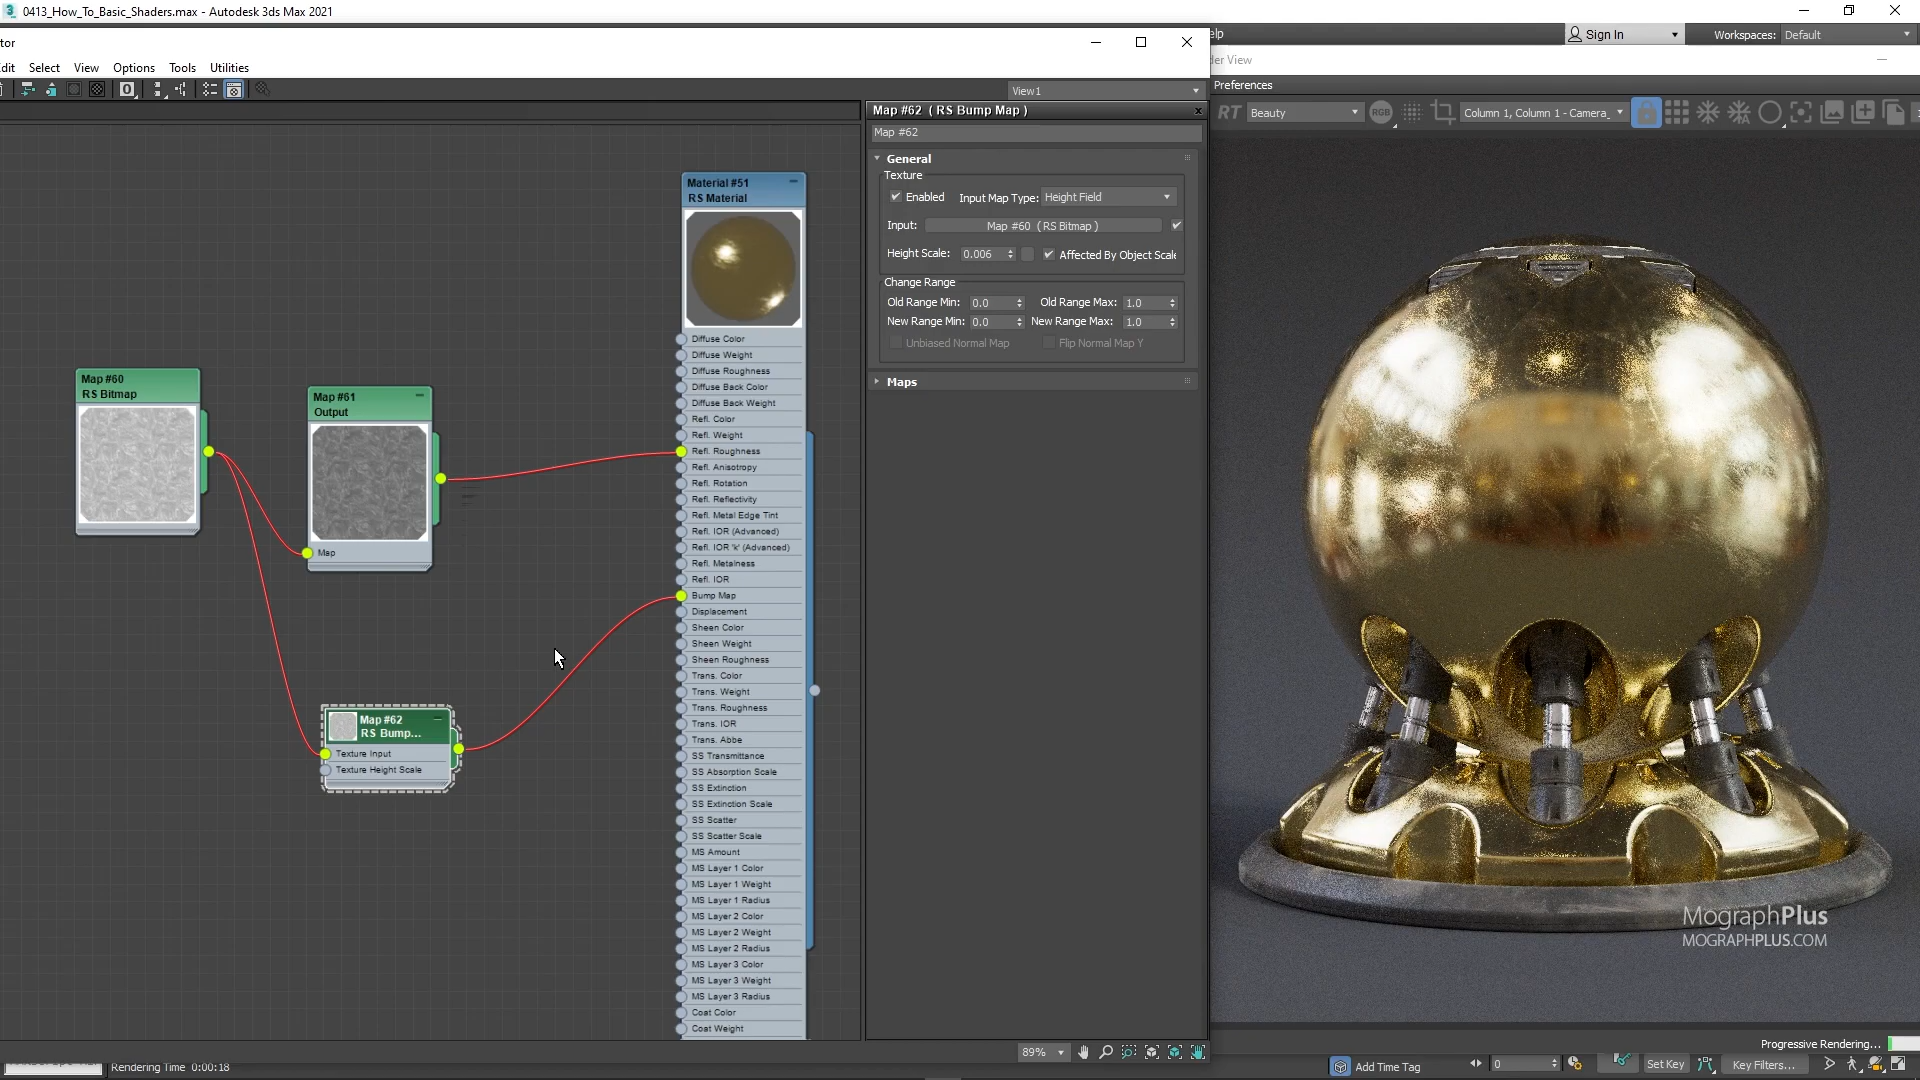 0413_How_To_Basic_Shaders.max - Autodesk 3ds Max 2021
tor
elp
Sign In
Workspaces: Default
der View
dit Select View Options Tools Utilities
Preferences
View1
RT Beauty RGB Column 1, Column 1 - Camera_
Map #62 ( RS Bump Map )
Map #62
General
Texture
Enabled Input Map Type: Height Field
Input: Map #60 ( RS Bitmap )
Height Scale: 0.006 Affected By Object Scale
Change Range
Old Range Min: 0.0 Old Range Max: 1.0
New Range Min: 0.0 New Range Max: 1.0
Unbiased Normal Map Flip Normal Map Y
Maps
Map #60
RS Bitmap
Map #61
Output
Map
Map #62
RS Bump...
Texture Input
Texture Height Scale
Material #51
RS Material
Diffuse Color
Diffuse Weight
Diffuse Roughness
Diffuse Back Color
Diffuse Back Weight
Refl. Color
Refl. Weight
Refl. Roughness
Refl. Anisotropy
Refl. Rotation
Refl. Reflectivity
Refl. Metal Edge Tint
Refl. IOR (Advanced)
Refl. IOR 'k' (Advanced)
Refl. Metalness
Refl. IOR
Bump Map
Displacement
Sheen Color
Sheen Weight
Sheen Roughness
Trans. Color
Trans. Weight
Trans. Roughness
Trans. IOR
Trans. Abbe
SS Transmittance
SS Absorption Scale
SS Extinction
SS Extinction Scale
SS Scatter
SS Scatter Scale
MS Amount
MS Layer 1 Color
MS Layer 1 Weight
MS Layer 1 Radius
MS Layer 2 Color
MS Layer 2 Weight
MS Layer 2 Radius
MS Layer 3 Color
MS Layer 3 Weight
MS Layer 3 Radius
Coat Color
Coat Weight
MographPlus
MOGRAPHPLUS.COM
Progressive Rendering...
89%
Rendering Time 0:00:18
Add Time Tag
0
Set Key
Key Filters...